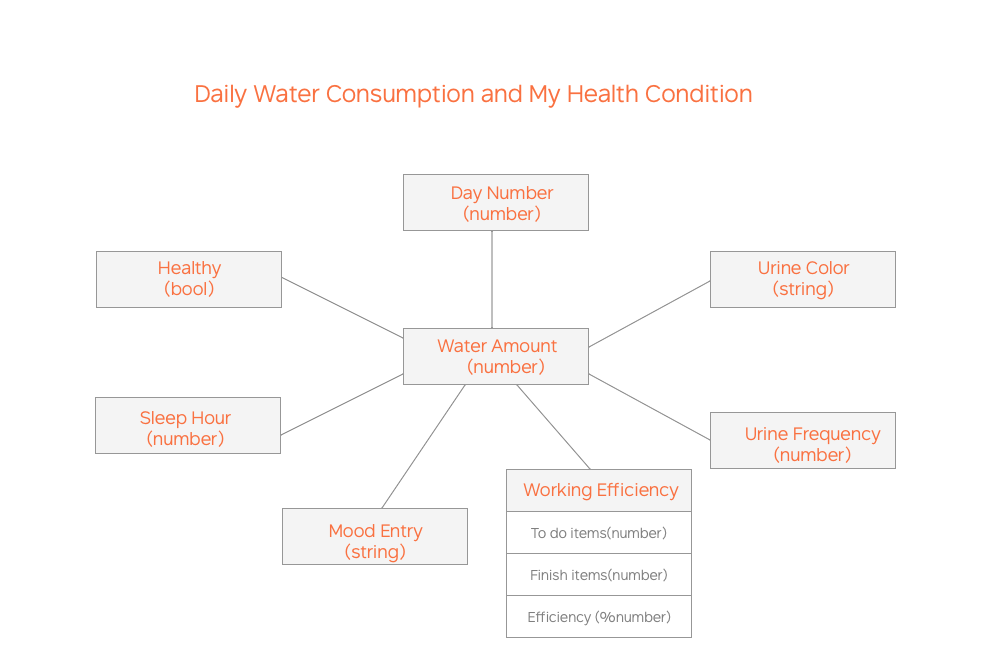 Daily Water Consumption and My Health Condition
Day Number
(number)
Healthy
(bool)
Urine Color
(string)
Water Amount
(number)
Sleep Hour
(number)
Urine Frequency
(number)
Working Efficiency
To do items(number)
Finish items(number)
Efficiency (%number)
Mood Entry
(string)